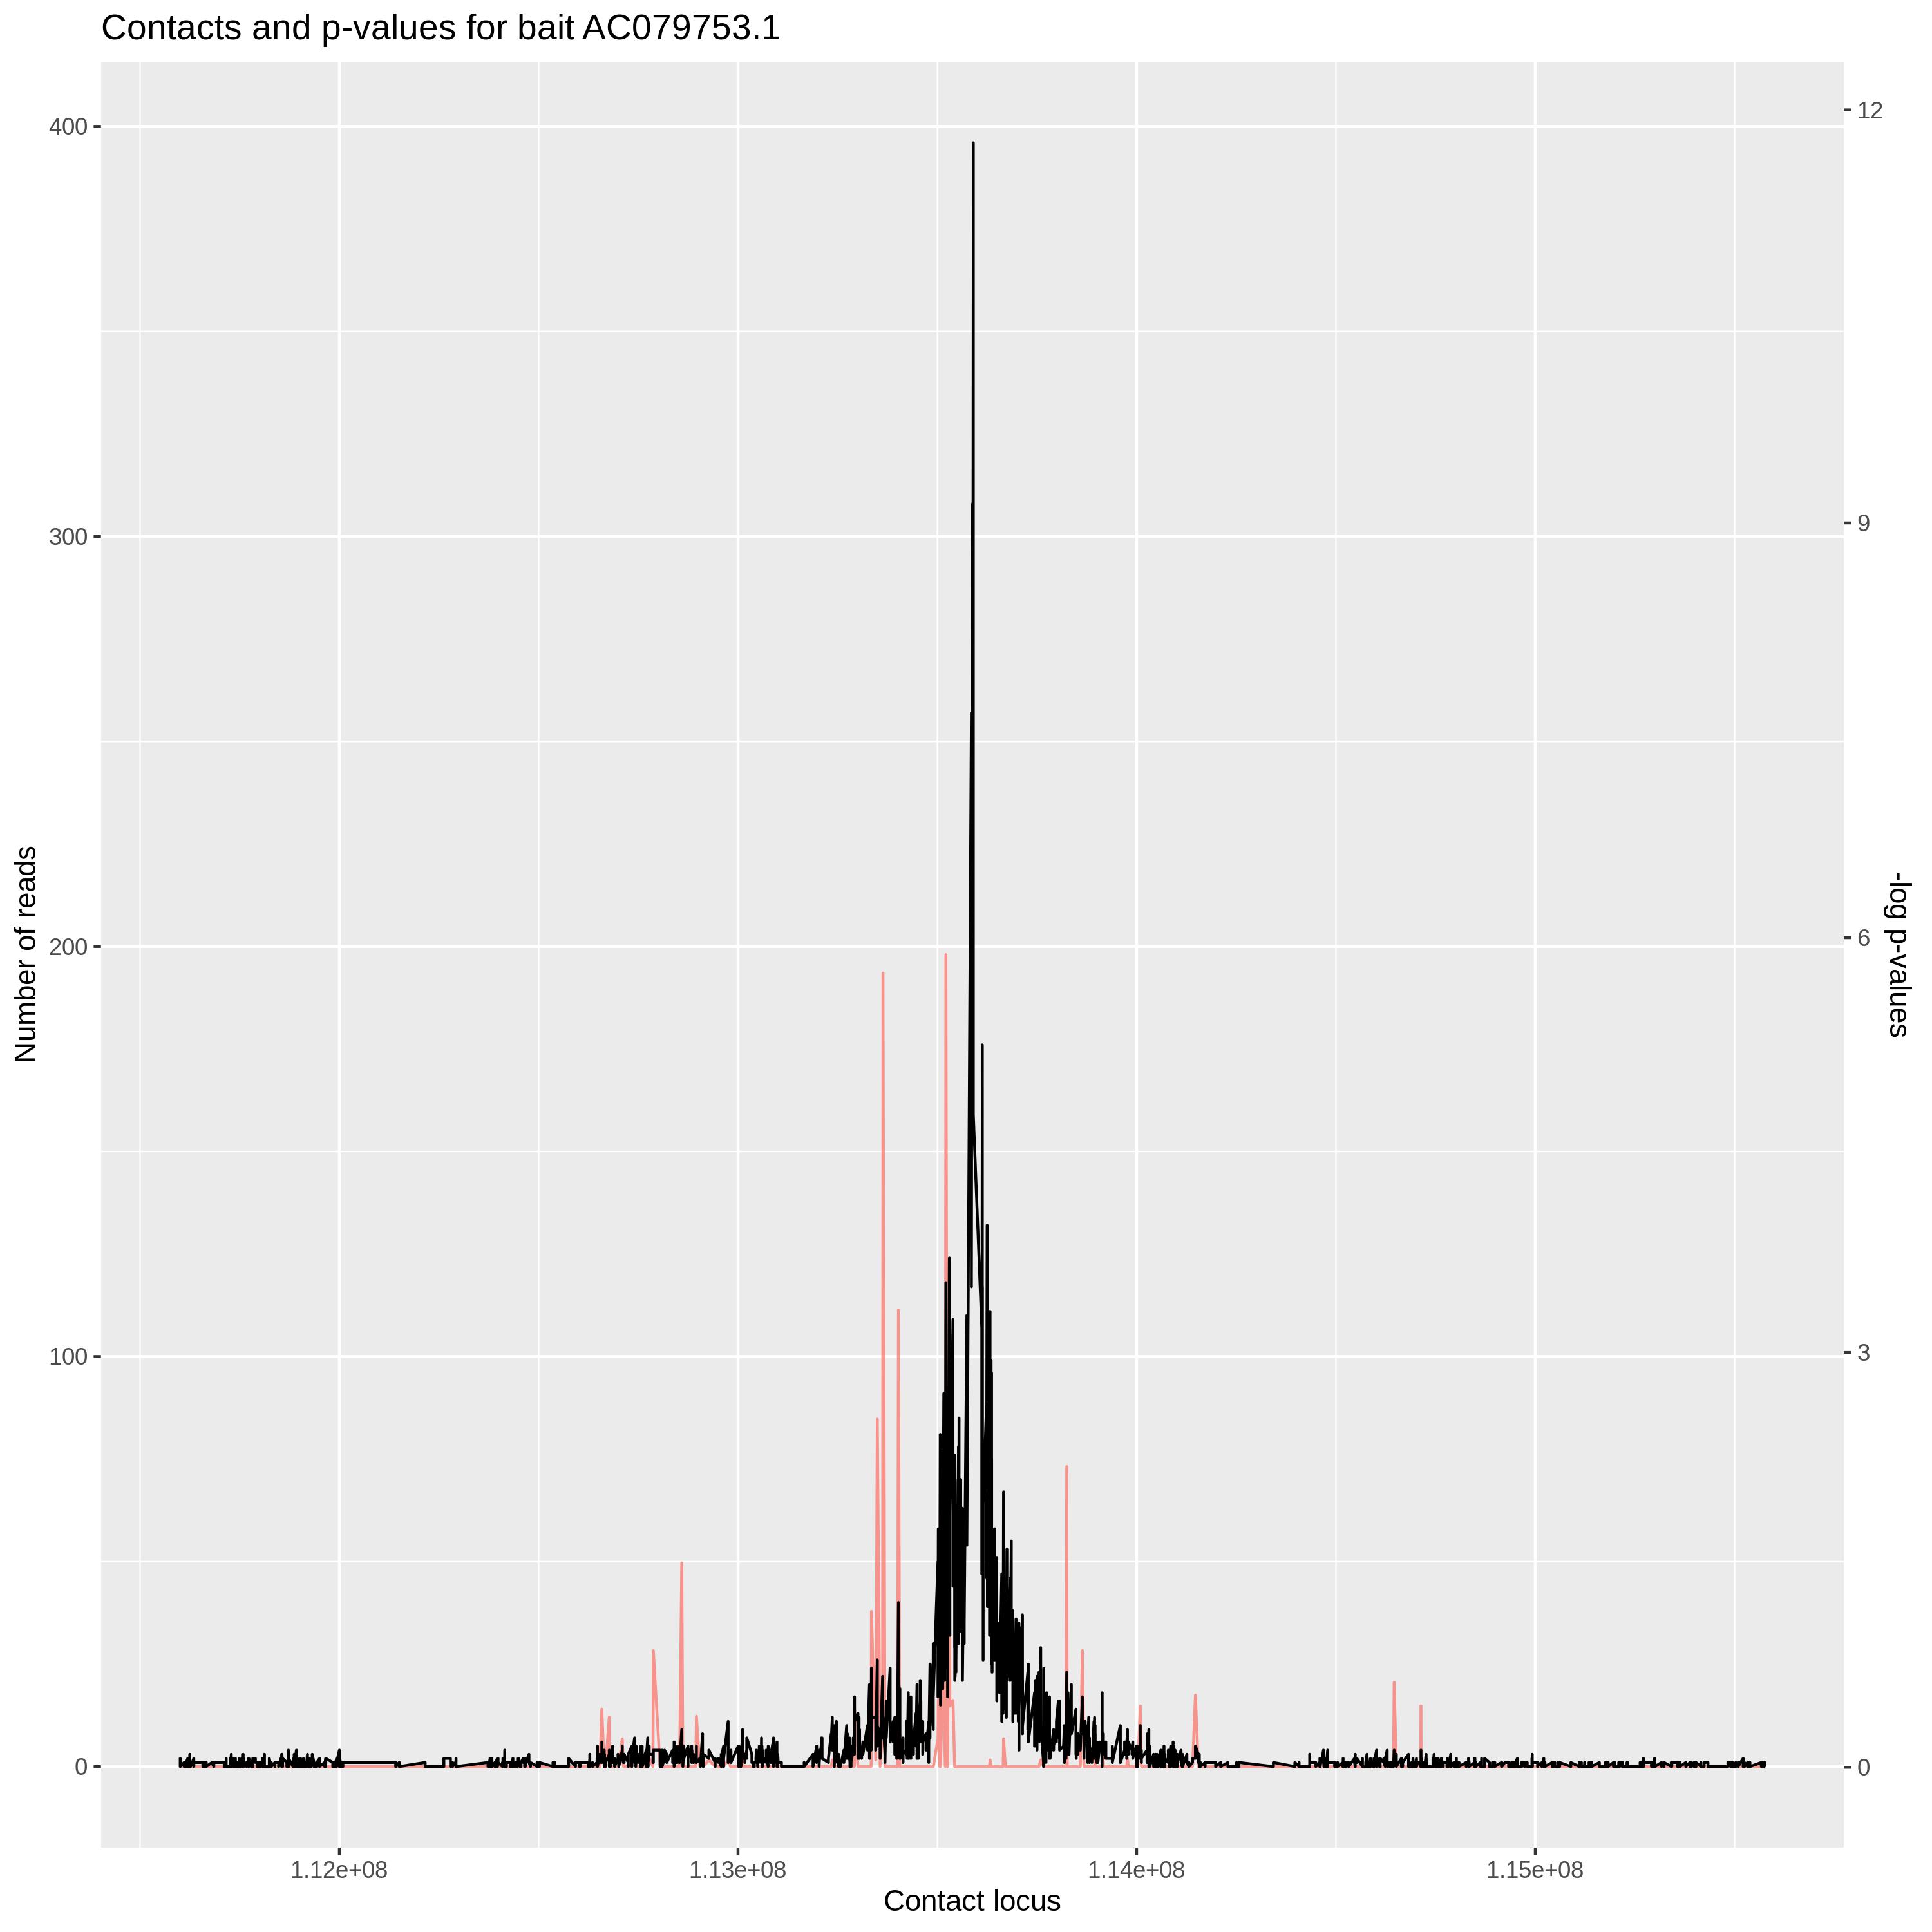 Contacts and p-values for bait AC079753.1
400
300
200
100
0
12
9
6
3
0
Number of reads
-log p-values
1.12e+08 1.13e+08 1.14e+08 1.15e+08
Contact locus